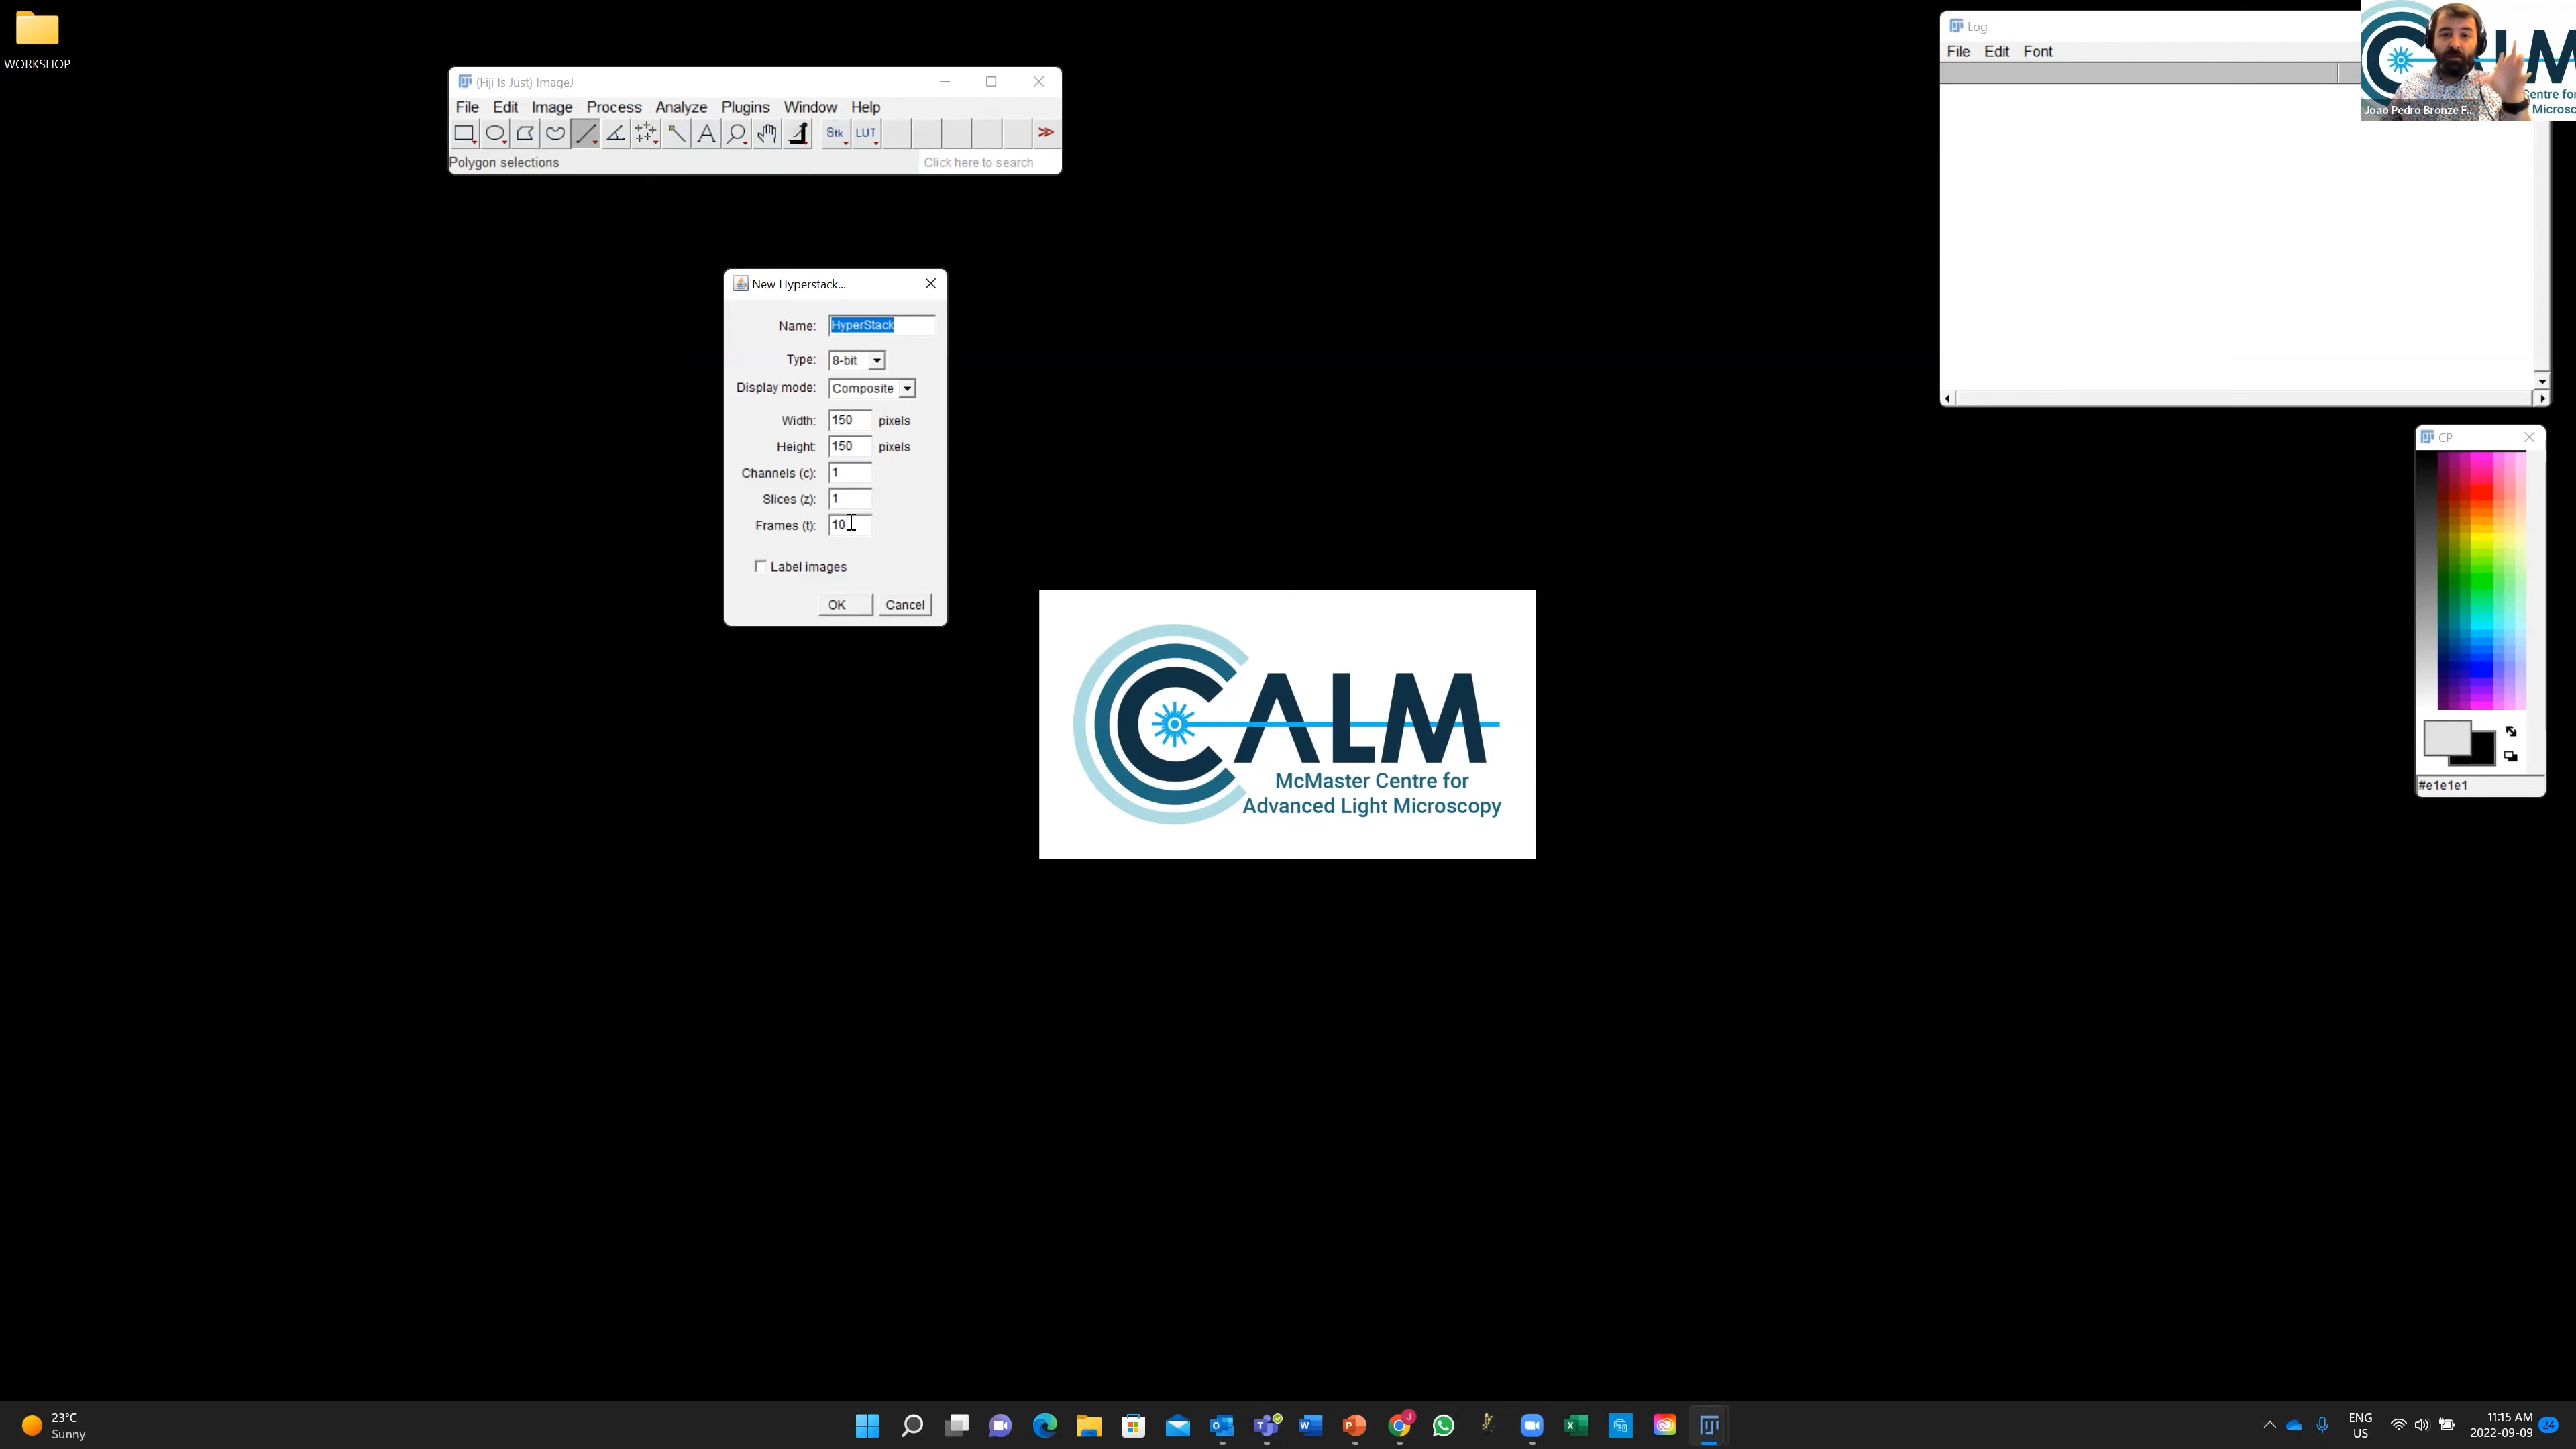 WORKSHOP
(Fiji Is Just) ImageJ
File Edit Image Process Analyze Plugins Window Help
Stk LUT
Polygon selections
Click here to search
Log
File Edit Font
ALM
Centre for
Microsc
Joao Pedro Bronze F...
New Hyperstack...
Name: HyperStack
Type: 8-bit
Display mode: Composite
Width: 150 pixels
Height: 150 pixels
Channels (c): 1
Slices (z): 1
Frames (t): 10
Label images
OK Cancel
CP
#e1e1e1
CALM
McMaster Centre for
Advanced Light Microscopy
23°C
Sunny
ENG
US
11:15 AM
2022-09-09
24